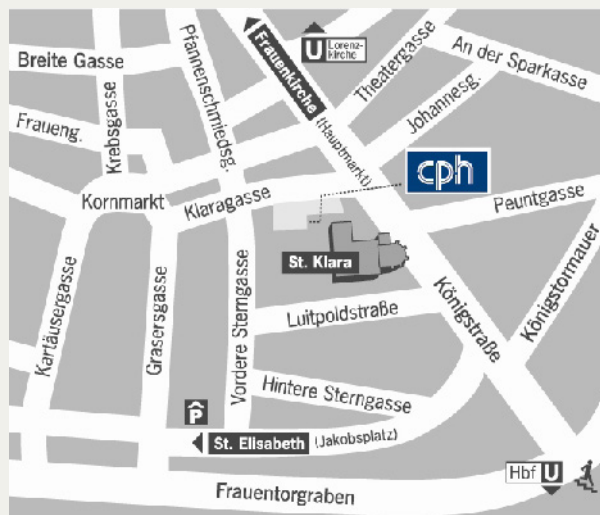 Breite Gasse
Pfannenschmiedsg.
Frauenkirche
(Hauptmarkt)
U
Lorenz-
kirche
Theatergasse
An der Sparkasse
Fraueng.
Krebsgasse
Johannesg.
cph
Kornmarkt
Klaragasse
Peuntgasse
St. Klara
Kartäusergasse
Grasersgasse
Vordere Sterngasse
Luitpoldstraße
Königstraße
Königstormauer
Hintere Sterngasse
P
St. Elisabeth (Jakobsplatz)
Hbf U
Frauentorgraben